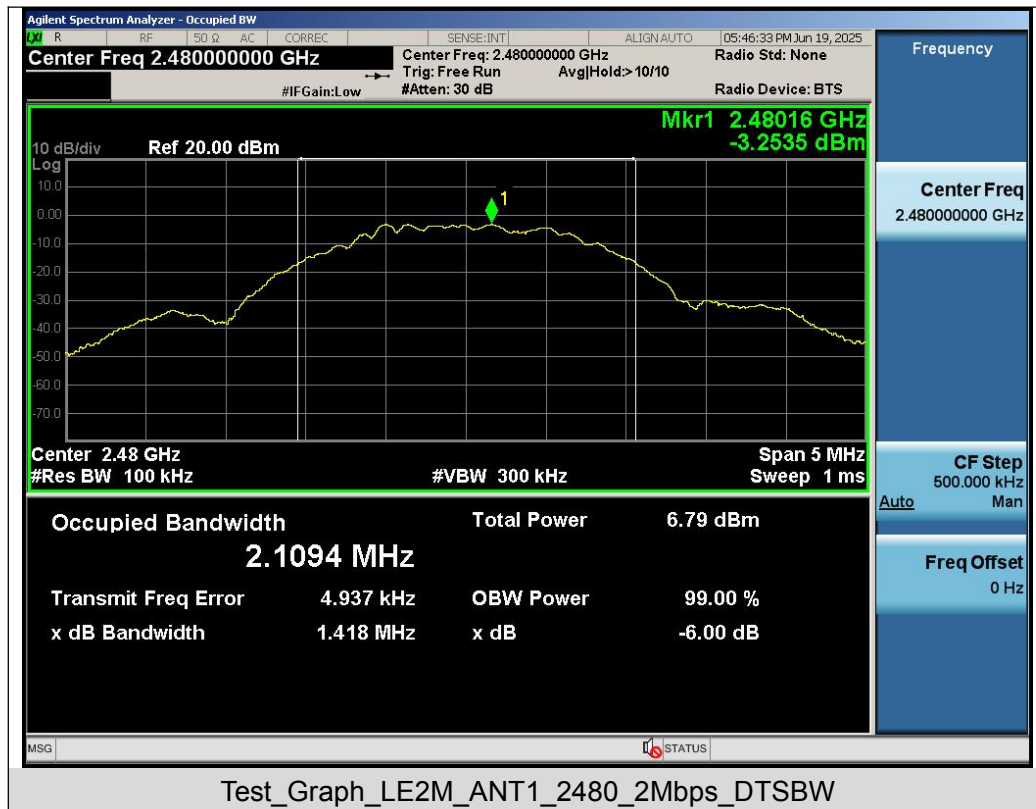 Agilent Spectrum Analyzer - Occupied BW
LXI R RF 50 Ω AC CORREC SENSE:INT ALIGN AUTO 05:46:33 PM Jun 19, 2025
Center Freq 2.480000000 GHz
Center Freq: 2.480000000 GHz
Radio Std: None
Trig: Free Run Avg|Hold:> 10/10
#IFGain:Low
#Atten: 30 dB
Radio Device: BTS
Mkr1 2.48016 GHz
-3.2535 dBm
10 dB/div Ref 20.00 dBm
Log
10.0
0.00
-10.0
-20.0
-30.0
-40.0
-50.0
-60.0
-70.0
1
Center 2.48 GHz Span 5 MHz
#Res BW 100 kHz #VBW 300 kHz Sweep 1 ms
Occupied Bandwidth Total Power 6.79 dBm
2.1094 MHz
Transmit Freq Error 4.937 kHz OBW Power 99.00 %
x dB Bandwidth 1.418 MHz x dB -6.00 dB
Frequency
Center Freq
2.480000000 GHz
CF Step
500.000 kHz
Auto Man
Freq Offset
0 Hz
MSG STATUS
Test_Graph_LE2M_ANT1_2480_2Mbps_DTSBW